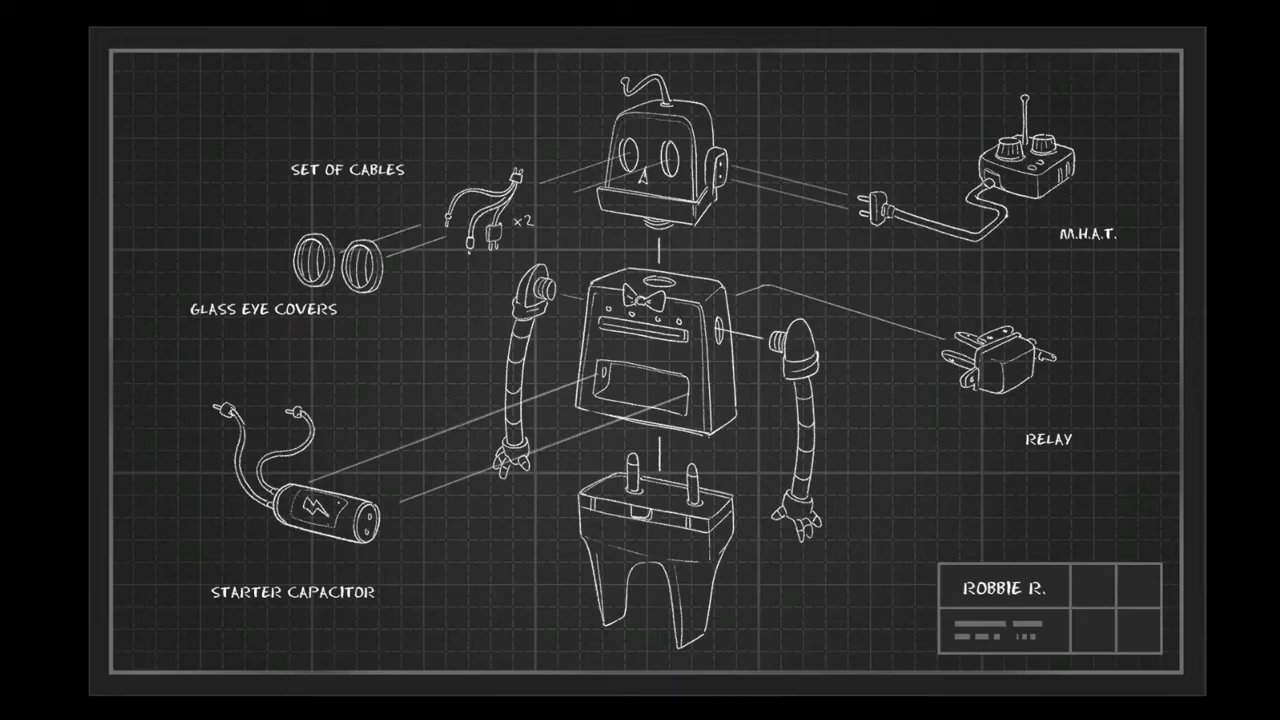 SET OF CABLES
x2
M.H.A.T.
GLASS EYE COVERS
RELAY
STARTER CAPACITOR
ROBBIE R.